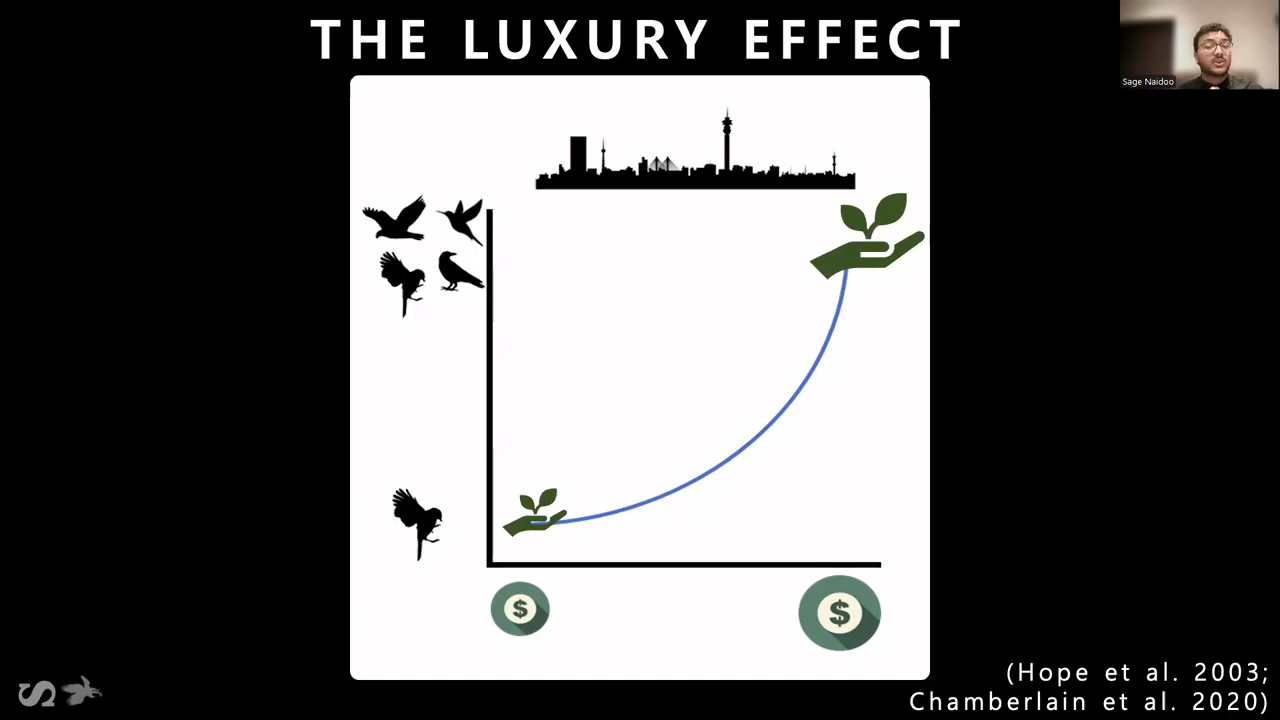 THE LUXURY EFFECT
Sage Naidoo
$
$
(Hope et al. 2003;
Chamberlain et al. 2020)
S